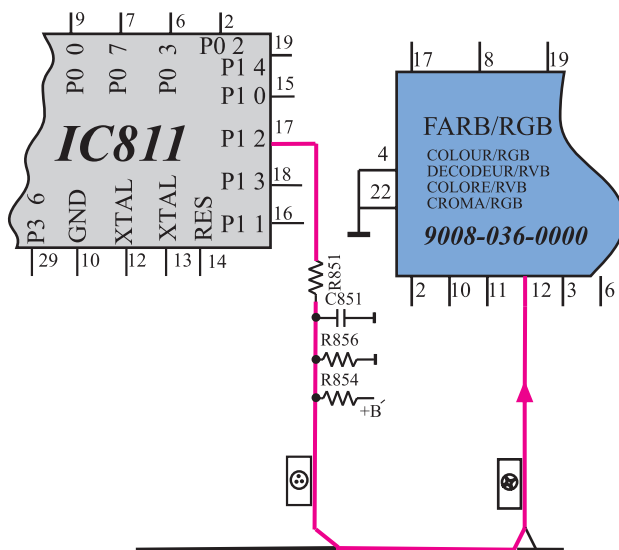 9
7
6
2
P0 0
P0 7
P0 3
P0 2
19
P1 4
15
P1 0
17
P1 2
IC811
18
P1 3
16
P1 1
P3 6
GND
XTAL
XTAL
RES
29
10
12
13
14
R851
C851
R856
R854
+B´
17
8
19
4
22
FARB/RGB
COLOUR/RGB
DECODEUR/RVB
COLORE/RVB
CROMA/RGB
9008-036-0000
2
10
11
12
3
6